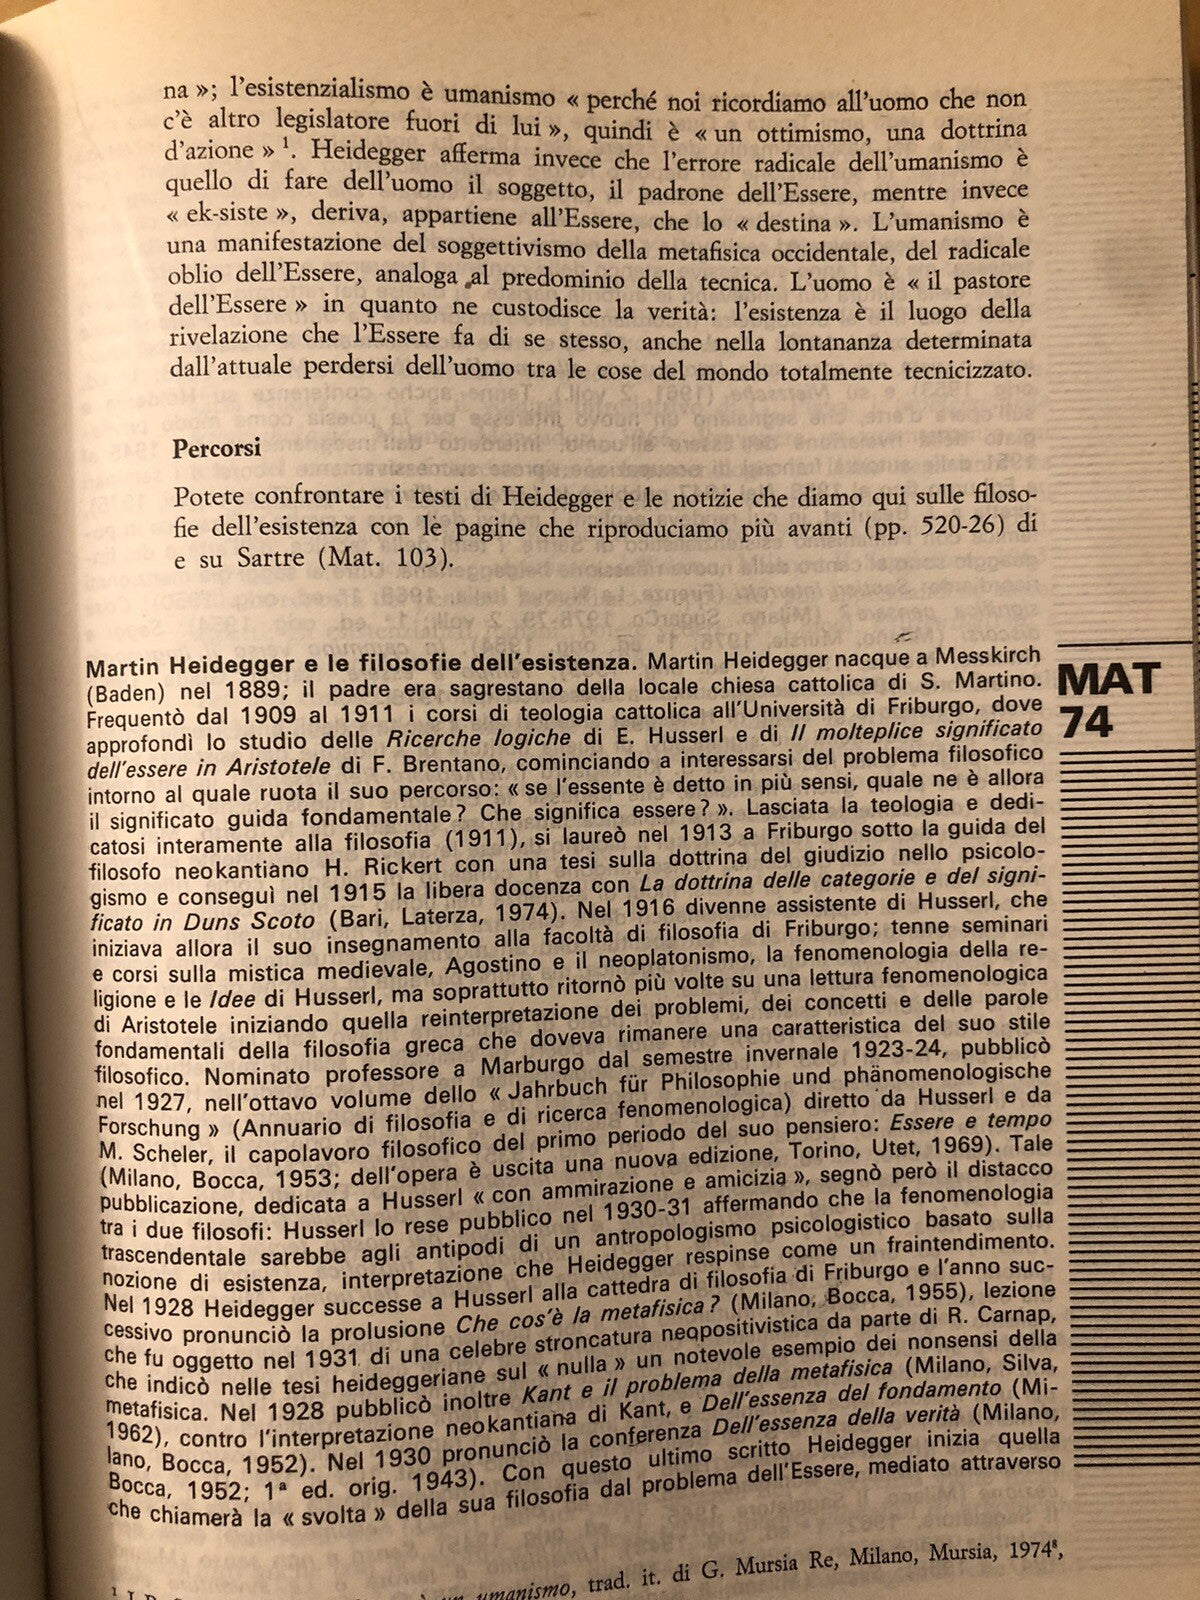 na »; l'esistenzialismo è umanismo « perché noi ricordiamo all'uomo che non
c'è altro legislatore fuori di lui », quindi è « un ottimismo, una dottrina
d'azione » ¹. Heidegger afferma invece che l'errore radicale dell'umanismo è
quello di fare dell'uomo il soggetto, il padrone dell'Essere, mentre invece
« ek-siste », deriva, appartiene all'Essere, che lo « destina ». L'umanismo è
una manifestazione del soggettivismo della metafisica occidentale, del radicale
oblio dell'Essere, analoga al predominio della tecnica. L'uomo è « il pastore
dell'Essere » in quanto ne custodisce la verità: l'esistenza è il luogo della
rivelazione che l'Essere fa di se stesso, anche nella lontananza determinata
dall'attuale perdersi dell'uomo tra le cose del mondo totalmente tecnicizzato.
Percorsi
Potete confrontare i testi di Heidegger e le notizie che diamo qui sulle filoso-
fie dell'esistenza con le pagine che riproduciamo più avanti (pp. 520-26) di
e su Sartre (Mat. 103).
MAT
74
Martin Heidegger e le filosofie dell'esistenza. Martin Heidegger nacque a Messkirch
(Baden) nel 1889; il padre era sagrestano della locale chiesa cattolica di S. Martino.
Frequentò dal 1909 al 1911 i corsi di teologia cattolica all'Università di Friburgo, dove
approfondì lo studio delle Ricerche logiche di E. Husserl e di Il molteplice significato
dell'essere in Aristotele di F. Brentano, cominciando a interessarsi del problema filosofico
intorno al quale ruota il suo percorso: « se l'essente è detto in più sensi, quale ne è allora
il significato guida fondamentale? Che significa essere? ». Lasciata la teologia e dedi-
catosi interamente alla filosofia (1911), si laureò nel 1913 a Friburgo sotto la guida del
filosofo neokantiano H. Rickert con una tesi sulla dottrina del giudizio nello psicolo-
gismo e conseguì nel 1915 la libera docenza con La dottrina delle categorie e del signi-
ficato in Duns Scoto (Bari, Laterza, 1974). Nel 1916 divenne assistente di Husserl, che
iniziava allora il suo insegnamento alla facoltà di filosofia di Friburgo; tenne seminari
e corsi sulla mistica medievale, Agostino e il neoplatonismo, la fenomenologia della re-
ligione e le Idee di Husserl, ma soprattutto ritornò più volte su una lettura fenomenologica
di Aristotele iniziando quella reinterpretazione dei problemi, dei concetti e delle parole
fondamentali della filosofia greca che doveva rimanere una caratteristica del suo stile
filosofico. Nominato professore a Marburgo dal semestre invernale 1923-24, pubblicò
nel 1927, nell'ottavo volume dello « Jahrbuch für Philosophie und phänomenologische
Forschung » (Annuario di filosofia e di ricerca fenomenologica) diretto da Husserl e da
M. Scheler, il capolavoro filosofico del primo periodo del suo pensiero: Essere e tempo
(Milano, Bocca, 1953; dell'opera è uscita una nuova edizione, Torino, Utet, 1969). Tale
pubblicazione, dedicata a Husserl « con ammirazione e amicizia », segnò però il distacco
tra i due filosofi: Husserl lo rese pubblico nel 1930-31 affermando che la fenomenologia
trascendentale sarebbe agli antipodi di un antropologismo psicologistico basato sulla
nozione di esistenza, interpretazione che Heidegger respinse come un fraintendimento.
Nel 1928 Heidegger successe a Husserl alla cattedra di filosofia di Friburgo e l'anno suc-
cessivo pronunciò la prolusione Che cos'è la metafisica? (Milano, Bocca, 1955), lezione
che fu oggetto nel 1931 di una celebre stroncatura neopositivistica da parte di R. Carnap,
che indicò nelle tesi heideggeriane sul « nulla » un notevole esempio dei nonsensi della
metafisica. Nel 1928 pubblicò inoltre Kant e il problema della metafisica (Milano, Silva,
1962), contro l'interpretazione neokantiana di Kant, e Dell'essenza del fondamento (Mi-
lano, Bocca, 1952). Nel 1930 pronunciò la conferenza Dell'essenza della verità (Milano,
Bocca, 1952; 1ª ed. orig. 1943). Con questo ultimo scritto Heidegger inizia quella
che chiamerà la « svolta » della sua filosofia dal problema dell'Essere, mediato attraverso
¹ un umanismo, trad. it. di G. Mursia Re, Milano, Mursia, 1974⁸,